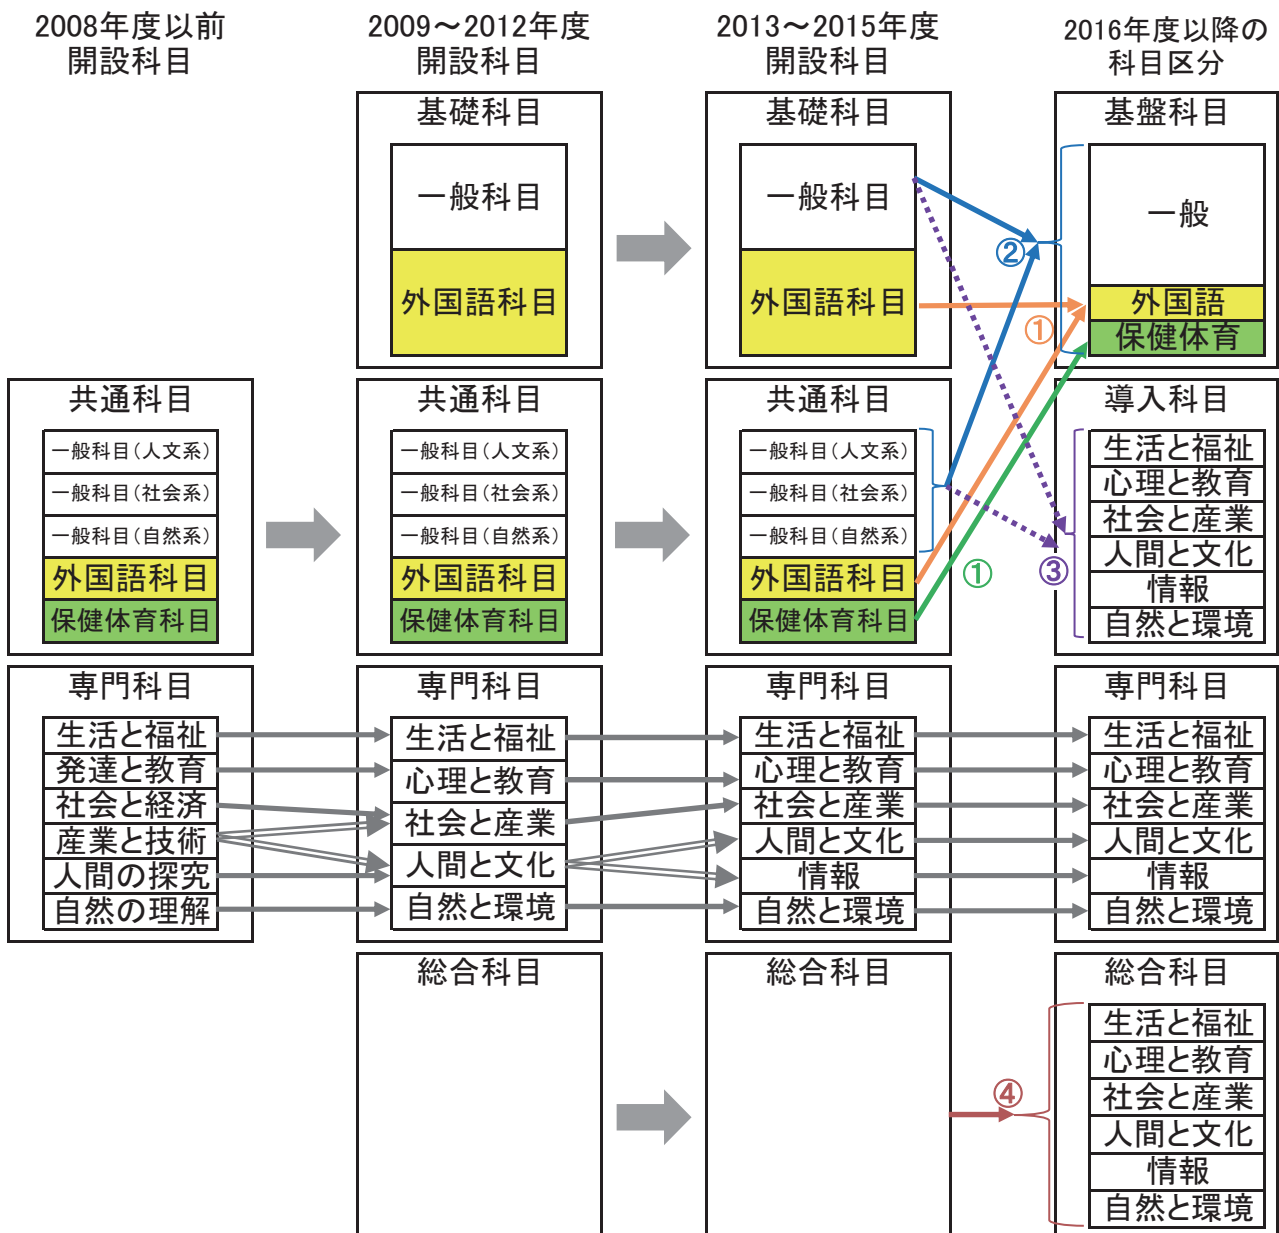 2008年度以前
開設科目
2009～2012年度
開設科目
2013～2015年度
開設科目
2016年度以降の
科目区分
基礎科目
一般科目
外国語科目
基礎科目
一般科目
外国語科目
②
①
基盤科目
一般
外国語
保健体育
共通科目
一般科目(人文系)
一般科目(社会系)
一般科目(自然系)
外国語科目
保健体育科目
共通科目
一般科目(人文系)
一般科目(社会系)
一般科目(自然系)
外国語科目
保健体育科目
共通科目
一般科目(人文系)
一般科目(社会系)
一般科目(自然系)
外国語科目
保健体育科目
①
③
導入科目
生活と福祉
心理と教育
社会と産業
人間と文化
情報
自然と環境
専門科目
生活と福祉
発達と教育
社会と経済
産業と技術
人間の探究
自然の理解
専門科目
生活と福祉
心理と教育
社会と産業
人間と文化
自然と環境
専門科目
生活と福祉
心理と教育
社会と産業
人間と文化
情報
自然と環境
専門科目
生活と福祉
心理と教育
社会と産業
人間と文化
情報
自然と環境
総合科目
総合科目
④
総合科目
生活と福祉
心理と教育
社会と産業
人間と文化
情報
自然と環境